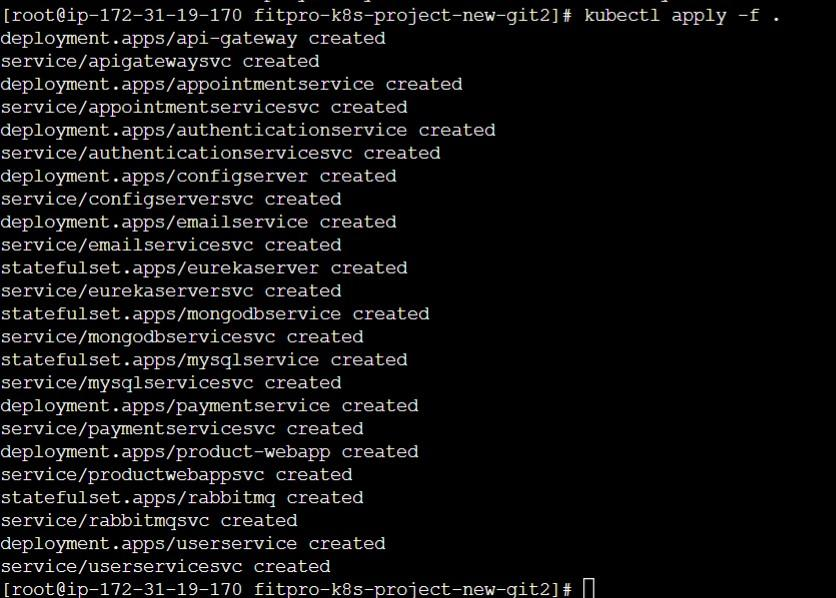 [root@ip-172-31-19-170 fitpro-k8s-project-new-git2]# kubectl apply -f .
deployment.apps/api-gateway created
service/apigatewaysvc created
deployment.apps/appointmentservice created
service/appointmentservicesvc created
deployment.apps/authenticationservice created
service/authenticationservicesvc created
deployment.apps/configserver created
service/configserversvc created
deployment.apps/emailservice created
service/emailservicesvc created
statefulset.apps/eurekaserver created
service/eurekaserversvc created
statefulset.apps/mongodbservice created
service/mongodbservicesvc created
statefulset.apps/mysqlservice created
service/mysqlservicesvc created
deployment.apps/paymentservice created
service/paymentservicesvc created
deployment.apps/product-webapp created
service/productwebappsvc created
statefulset.apps/rabbitmq created
service/rabbitmqsvc created
deployment.apps/userservice created
service/userservicesvc created
[root@ip-172-31-19-170 fitpro-k8s-project-new-git2]#